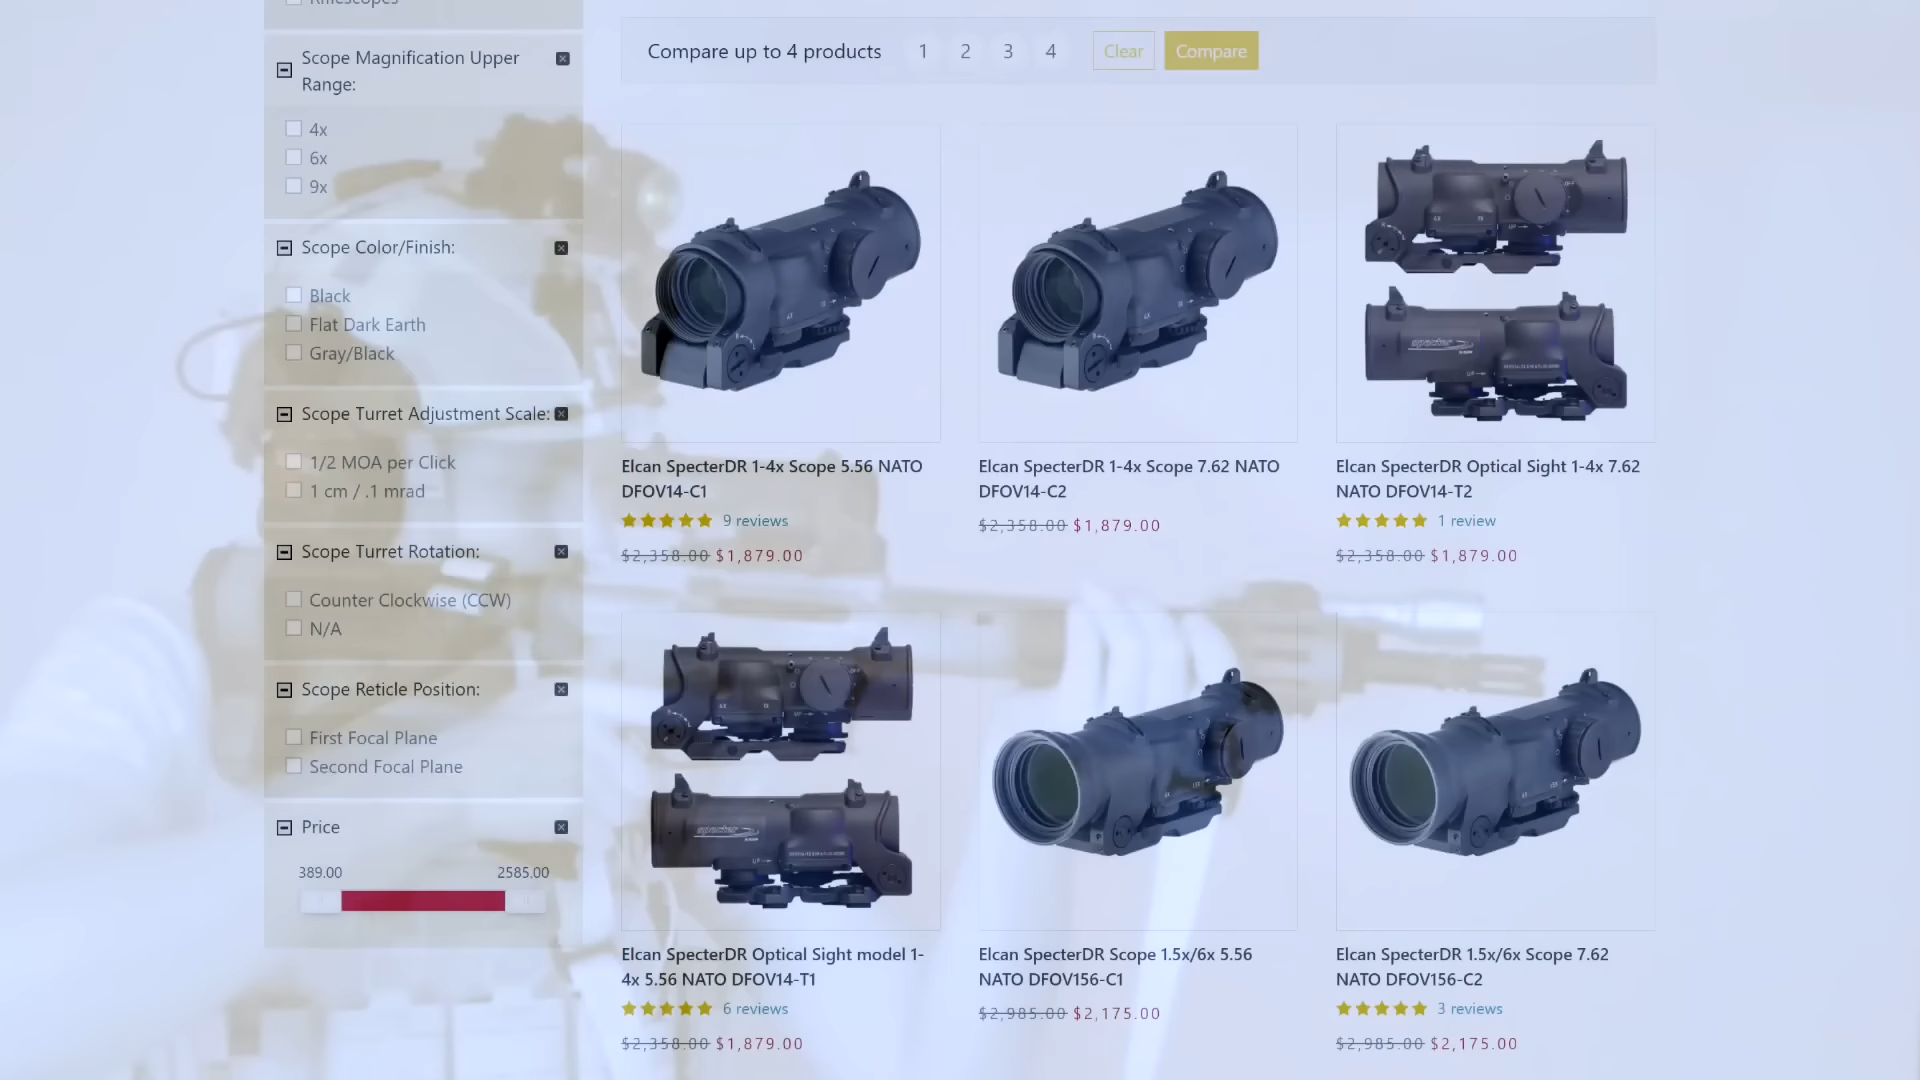 Scope Magnification Upper
Range:
4x
6x
9x
Scope Color/Finish:
Black
Flat Dark Earth
Gray/Black
Scope Turret Adjustment Scale:
1/2 MOA per Click
1 cm / .1 mrad
Scope Turret Rotation:
Counter Clockwise (CCW)
N/A
Scope Reticle Position:
First Focal Plane
Second Focal Plane
Price
389.00 2585.00
Compare up to 4 products 1 2 3 4 Clear Compare
Elcan SpecterDR 1-4x Scope 5.56 NATO
DFOV14-C1
9 reviews
$2,358.00 $1,879.00
Elcan SpecterDR 1-4x Scope 7.62 NATO
DFOV14-C2
$2,358.00 $1,879.00
specter
Elcan SpecterDR Optical Sight 1-4x 7.62
NATO DFOV14-T2
1 review
$2,358.00 $1,879.00
specter
Elcan SpecterDR Optical Sight model 1-
4x 5.56 NATO DFOV14-T1
6 reviews
$2,358.00 $1,879.00
Elcan SpecterDR Scope 1.5x/6x 5.56
NATO DFOV156-C1
$2,985.00 $2,175.00
Elcan SpecterDR 1.5x/6x Scope 7.62
NATO DFOV156-C2
3 reviews
$2,985.00 $2,175.00